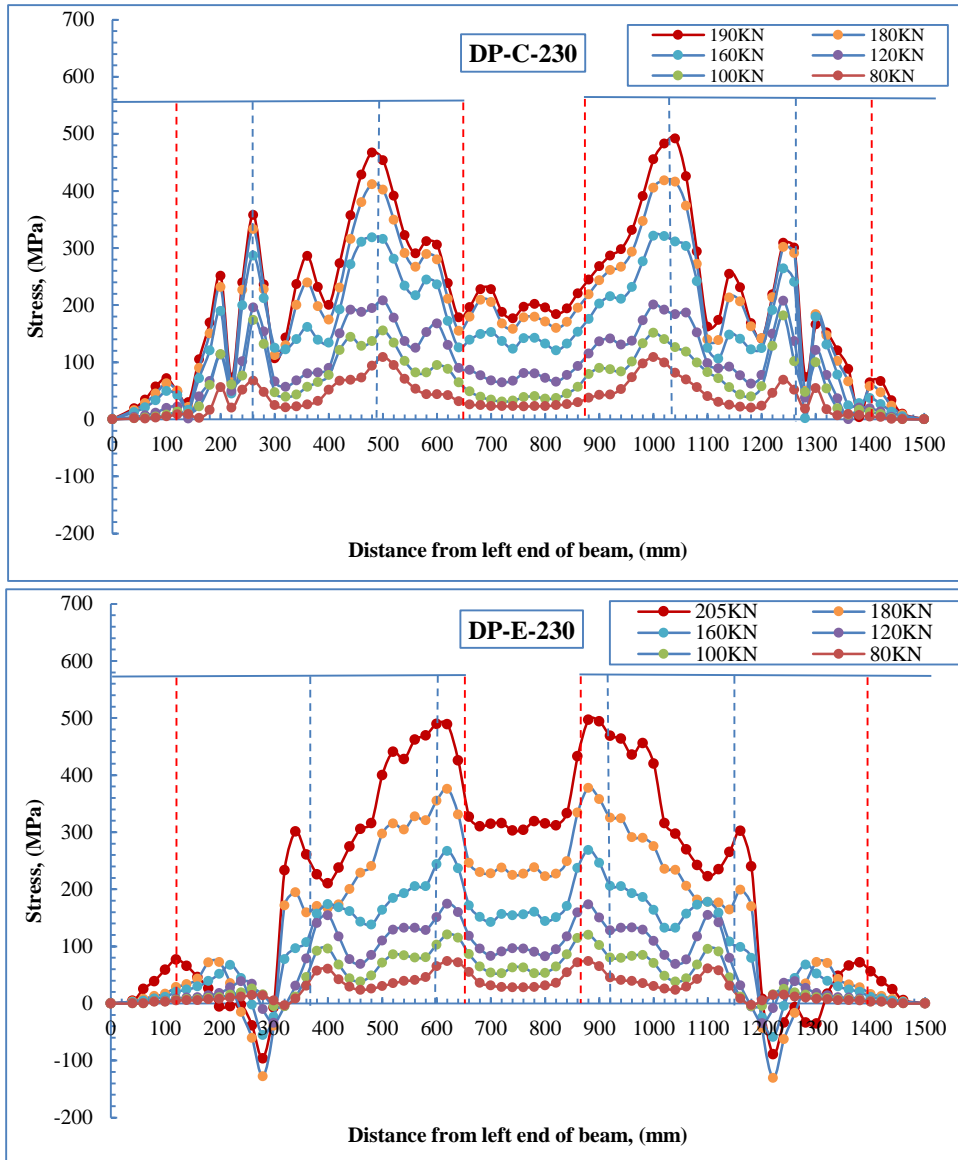 700
600
500
400
300
200
100
0
-100
-200
Stress, (MPa)
DP-C-230
190KN 180KN
160KN 120KN
100KN 80KN
0 100 200 300 400 500 600 700 800 900 1000 1100 1200 1300 1400 1500
Distance from left end of beam, (mm)
700
600
500
400
300
200
100
0
-100
-200
Stress, (MPa)
DP-E-230
205KN 180KN
160KN 120KN
100KN 80KN
0 100 200 300 400 500 600 700 800 900 1000 1100 1200 1300 1400 1500
Distance from left end of beam, (mm)